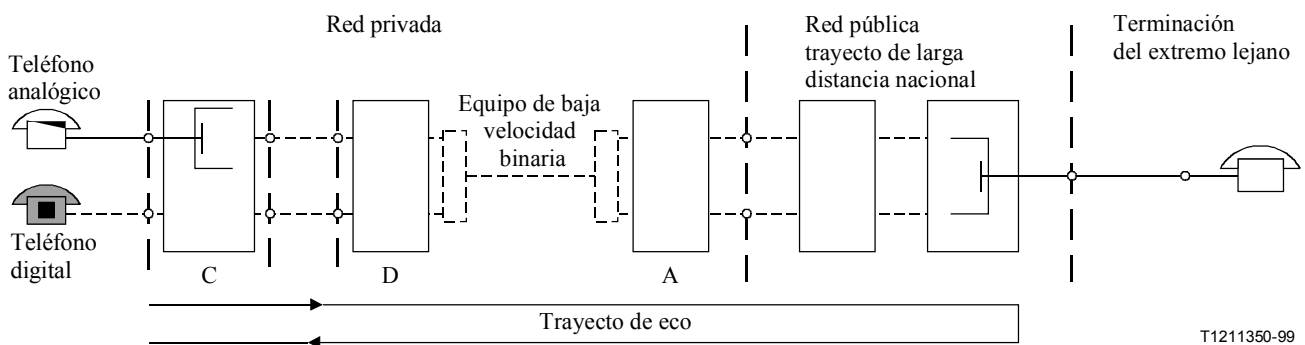 Red privada
Red pública
trayecto de larga
distancia nacional
Terminación
del extremo lejano
Teléfono
analógico
Equipo de baja
velocidad
binaria
Teléfono
digital
C
D
A
Trayecto de eco
T1211350-99